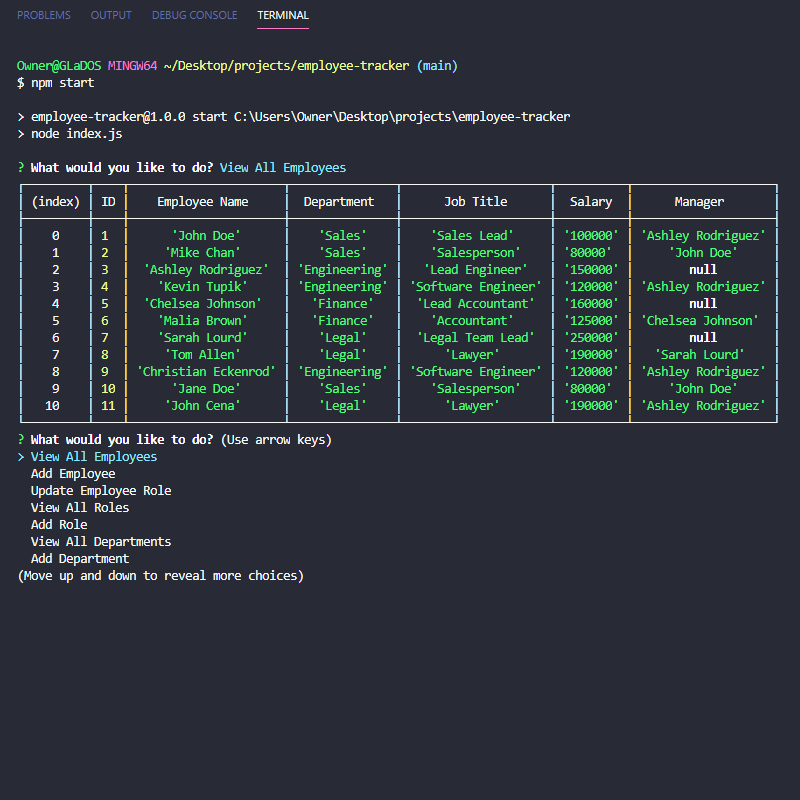 PROBLEMS OUTPUT DEBUG CONSOLE TERMINAL
Owner@GLaDOS MINGW64 ~/Desktop/projects/employee-tracker (main)
$ npm start
> employee-tracker@1.0.0 start C:\Users\Owner\Desktop\projects\employee-tracker
> node index.js
? What would you like to do? View All Employees
(index) ID Employee Name Department Job Title Salary Manager
0 1 'John Doe' 'Sales' 'Sales Lead' '100000' 'Ashley Rodriguez'
1 2 'Mike Chan' 'Sales' 'Salesperson' '80000' 'John Doe'
2 3 'Ashley Rodriguez' 'Engineering' 'Lead Engineer' '150000' null
3 4 'Kevin Tupik' 'Engineering' 'Software Engineer' '120000' 'Ashley Rodriguez'
4 5 'Chelsea Johnson' 'Finance' 'Lead Accountant' '160000' null
5 6 'Malia Brown' 'Finance' 'Accountant' '125000' 'Chelsea Johnson'
6 7 'Sarah Lourd' 'Legal' 'Legal Team Lead' '250000' null
7 8 'Tom Allen' 'Legal' 'Lawyer' '190000' 'Sarah Lourd'
8 9 'Christian Eckenrod' 'Engineering' 'Software Engineer' '120000' 'Ashley Rodriguez'
9 10 'Jane Doe' 'Sales' 'Salesperson' '80000' 'John Doe'
10 11 'John Cena' 'Legal' 'Lawyer' '190000' 'Ashley Rodriguez'
? What would you like to do? (Use arrow keys)
> View All Employees
Add Employee
Update Employee Role
View All Roles
Add Role
View All Departments
Add Department
(Move up and down to reveal more choices)